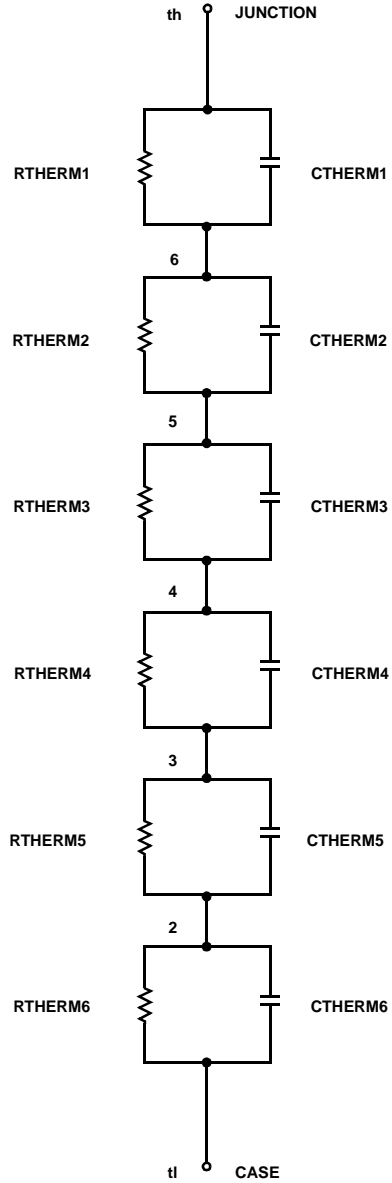 th JUNCTION
RTHERM1 CTHERM1
6
RTHERM2 CTHERM2
5
RTHERM3 CTHERM3
4
RTHERM4 CTHERM4
3
RTHERM5 CTHERM5
2
RTHERM6 CTHERM6
tl CASE